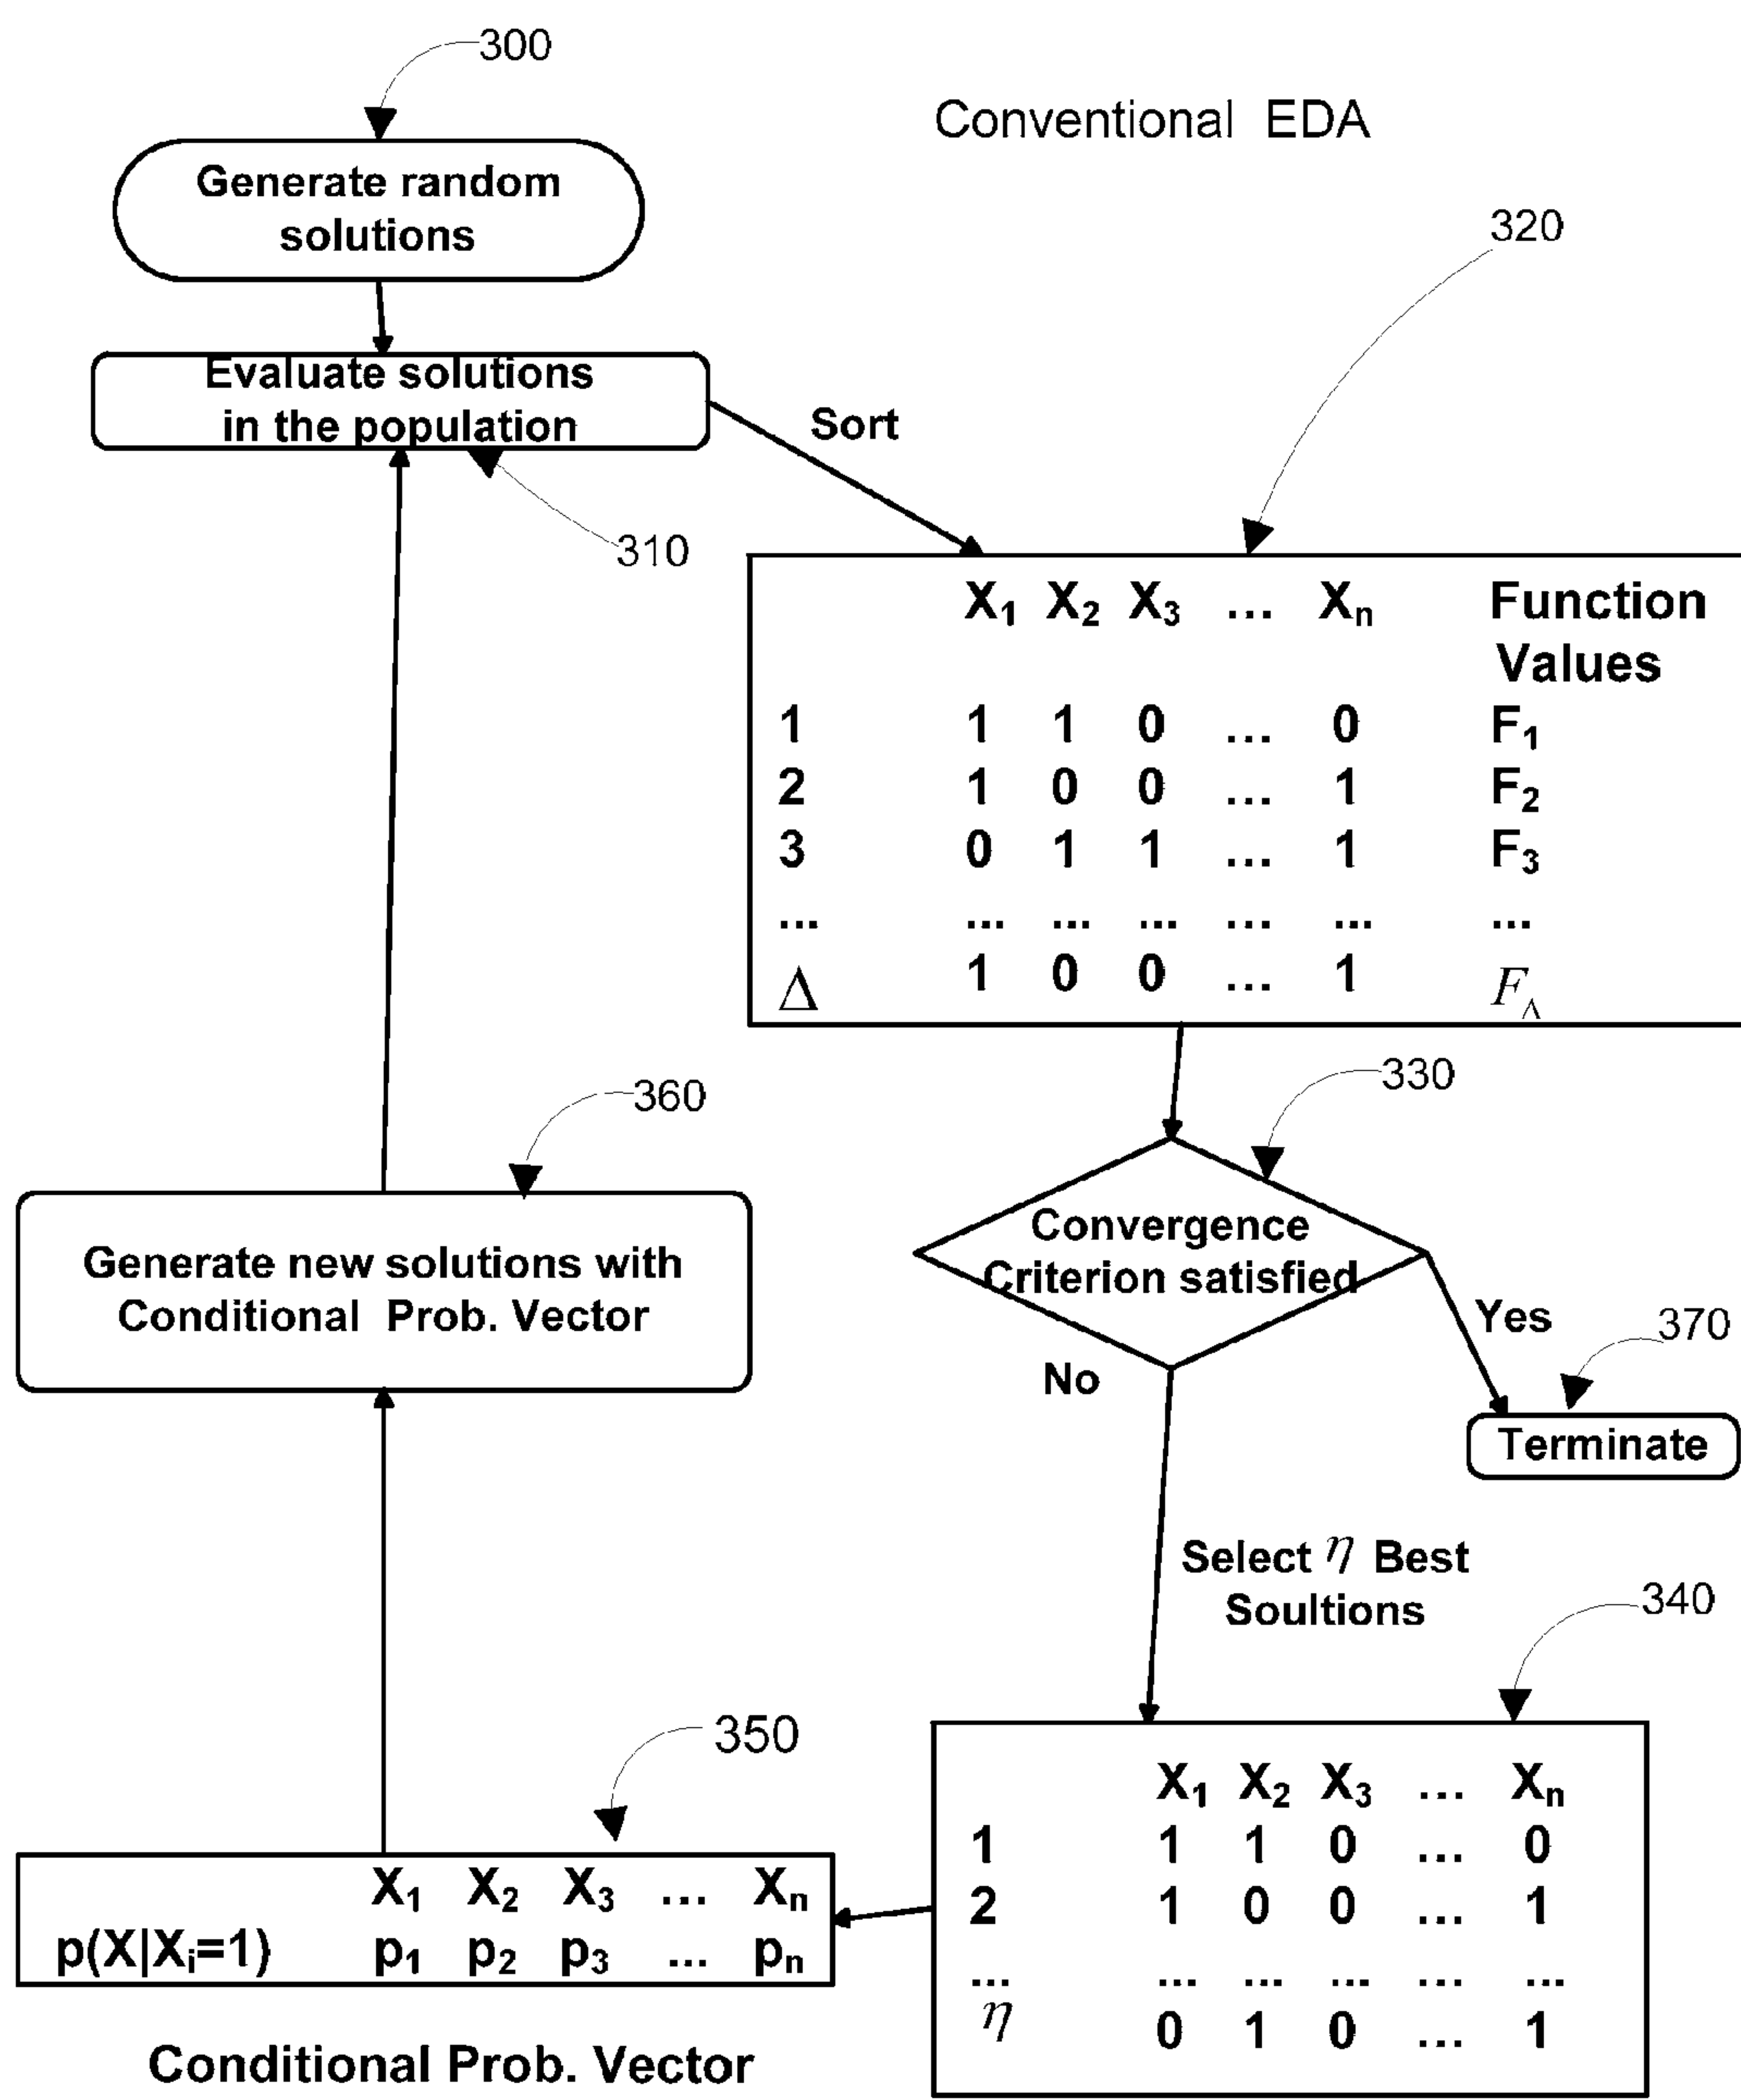 300
Conventional EDA
Generate random
solutions
320
Evaluate solutions
in the population
Sort
310
X₁ X₂ X₃ ... Xₙ Function
Values
1 1 1 0 ... 0 F₁
2 1 0 0 ... 1 F₂
3 0 1 1 ... 1 F₃
... ... ... ... ... ... ...
Δ 1 0 0 ... 1 F_Δ
330
360
Convergence
Criterion satisfied
Generate new solutions with
Conditional Prob. Vector
Yes
370
No
Terminate
Select η Best
Soultions
340
350
X₁ X₂ X₃ ... Xₙ
1 1 1 0 ... 0
2 1 0 0 ... 1
... ... ... ... ... ...
η 0 1 0 ... 1
X₁ X₂ X₃ ... Xₙ
p(X|Xᵢ=1) p₁ p₂ p₃ ... pₙ
Conditional Prob. Vector